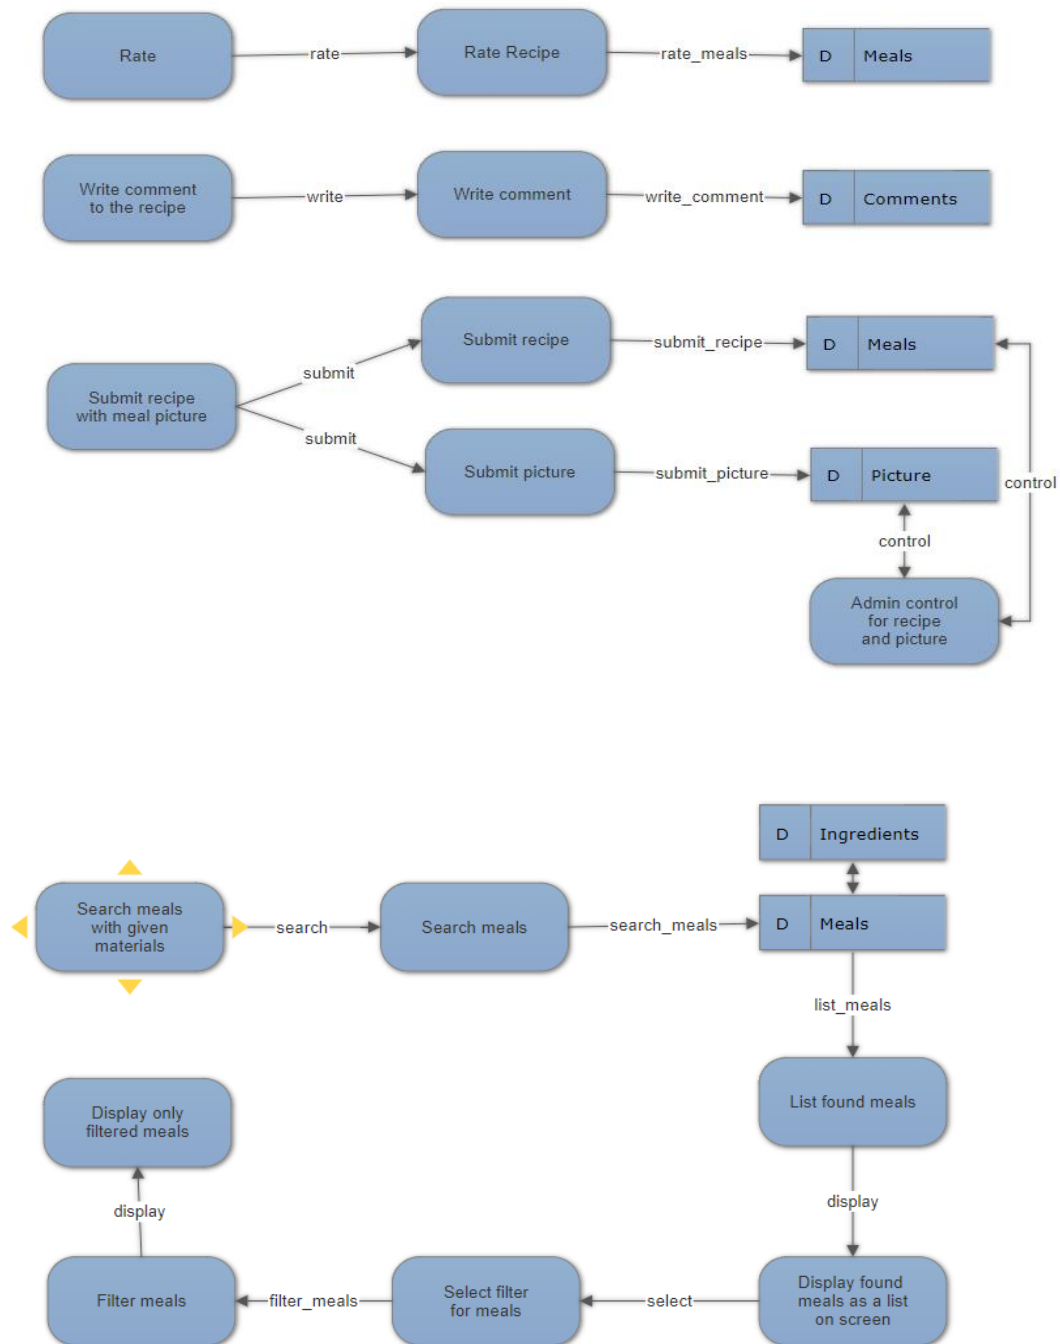 Rate
rate
Rate Recipe
rate_meals
D
Meals
Write comment
to the recipe
write
Write comment
write_comment
D
Comments
Submit recipe
with meal picture
submit
submit
Submit recipe
submit_recipe
D
Meals
Submit picture
submit_picture
D
Picture
control
control
Admin control
for recipe
and picture
Search meals
with given
materials
search
Search meals
search_meals
D
Ingredients
D
Meals
list_meals
List found meals
display
Display found
meals as a list
on screen
select
Select filter
for meals
filter_meals
Filter meals
display
Display only
filtered meals